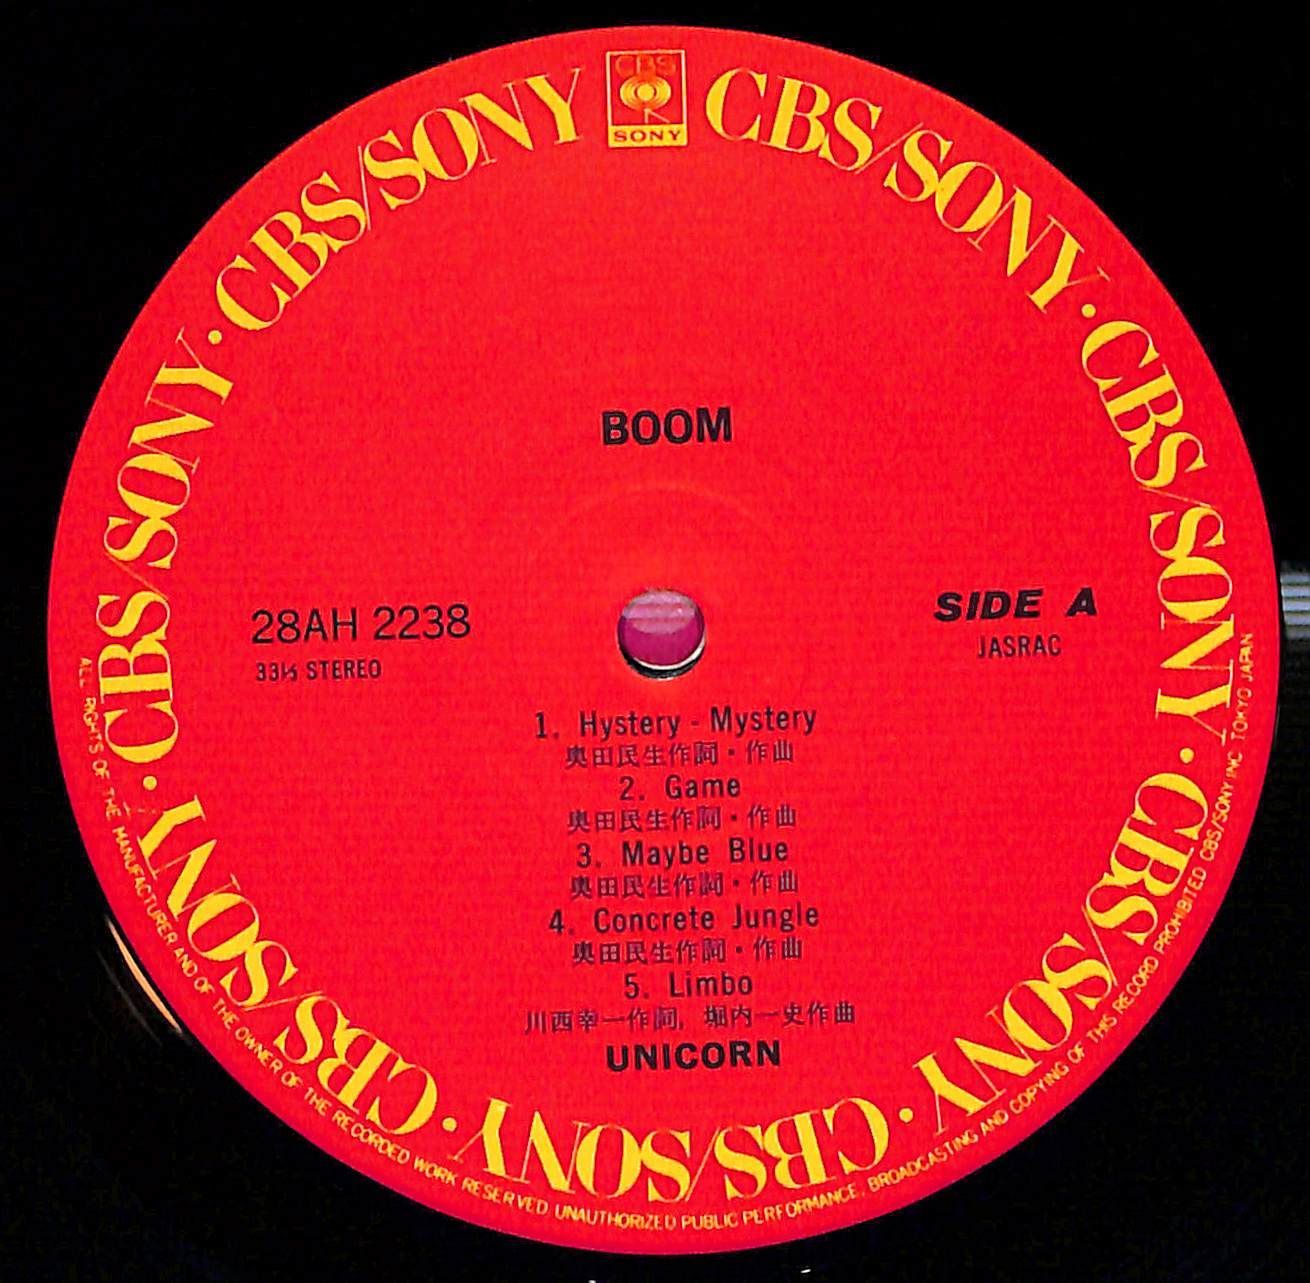 CBS
SONY
CBS/SONY · CBS/SONY · CBS/SONY · CBS/SONY · CBS/SONY · CBS/SONY · CBS/SONY · CBS/SONY
BOOM
28AH 2238
33⅓ STEREO
SIDE A
JASRAC
1. Hystery - Mystery
奥田民生作詞・作曲
2. Game
奥田民生作詞・作曲
3. Maybe Blue
奥田民生作詞・作曲
4. Concrete Jungle
奥田民生作詞・作曲
5. Limbo
川西幸一作詞, 堀内一史作曲
UNICORN
ALL RIGHTS OF THE MANUFACTURER AND OF THE OWNER OF THE RECORDED WORK RESERVED UNAUTHORIZED PUBLIC PERFORMANCE, BROADCASTING AND COPYING OF THIS RECORD PROHIBITED CBS/SONY INC TOKYO JAPAN